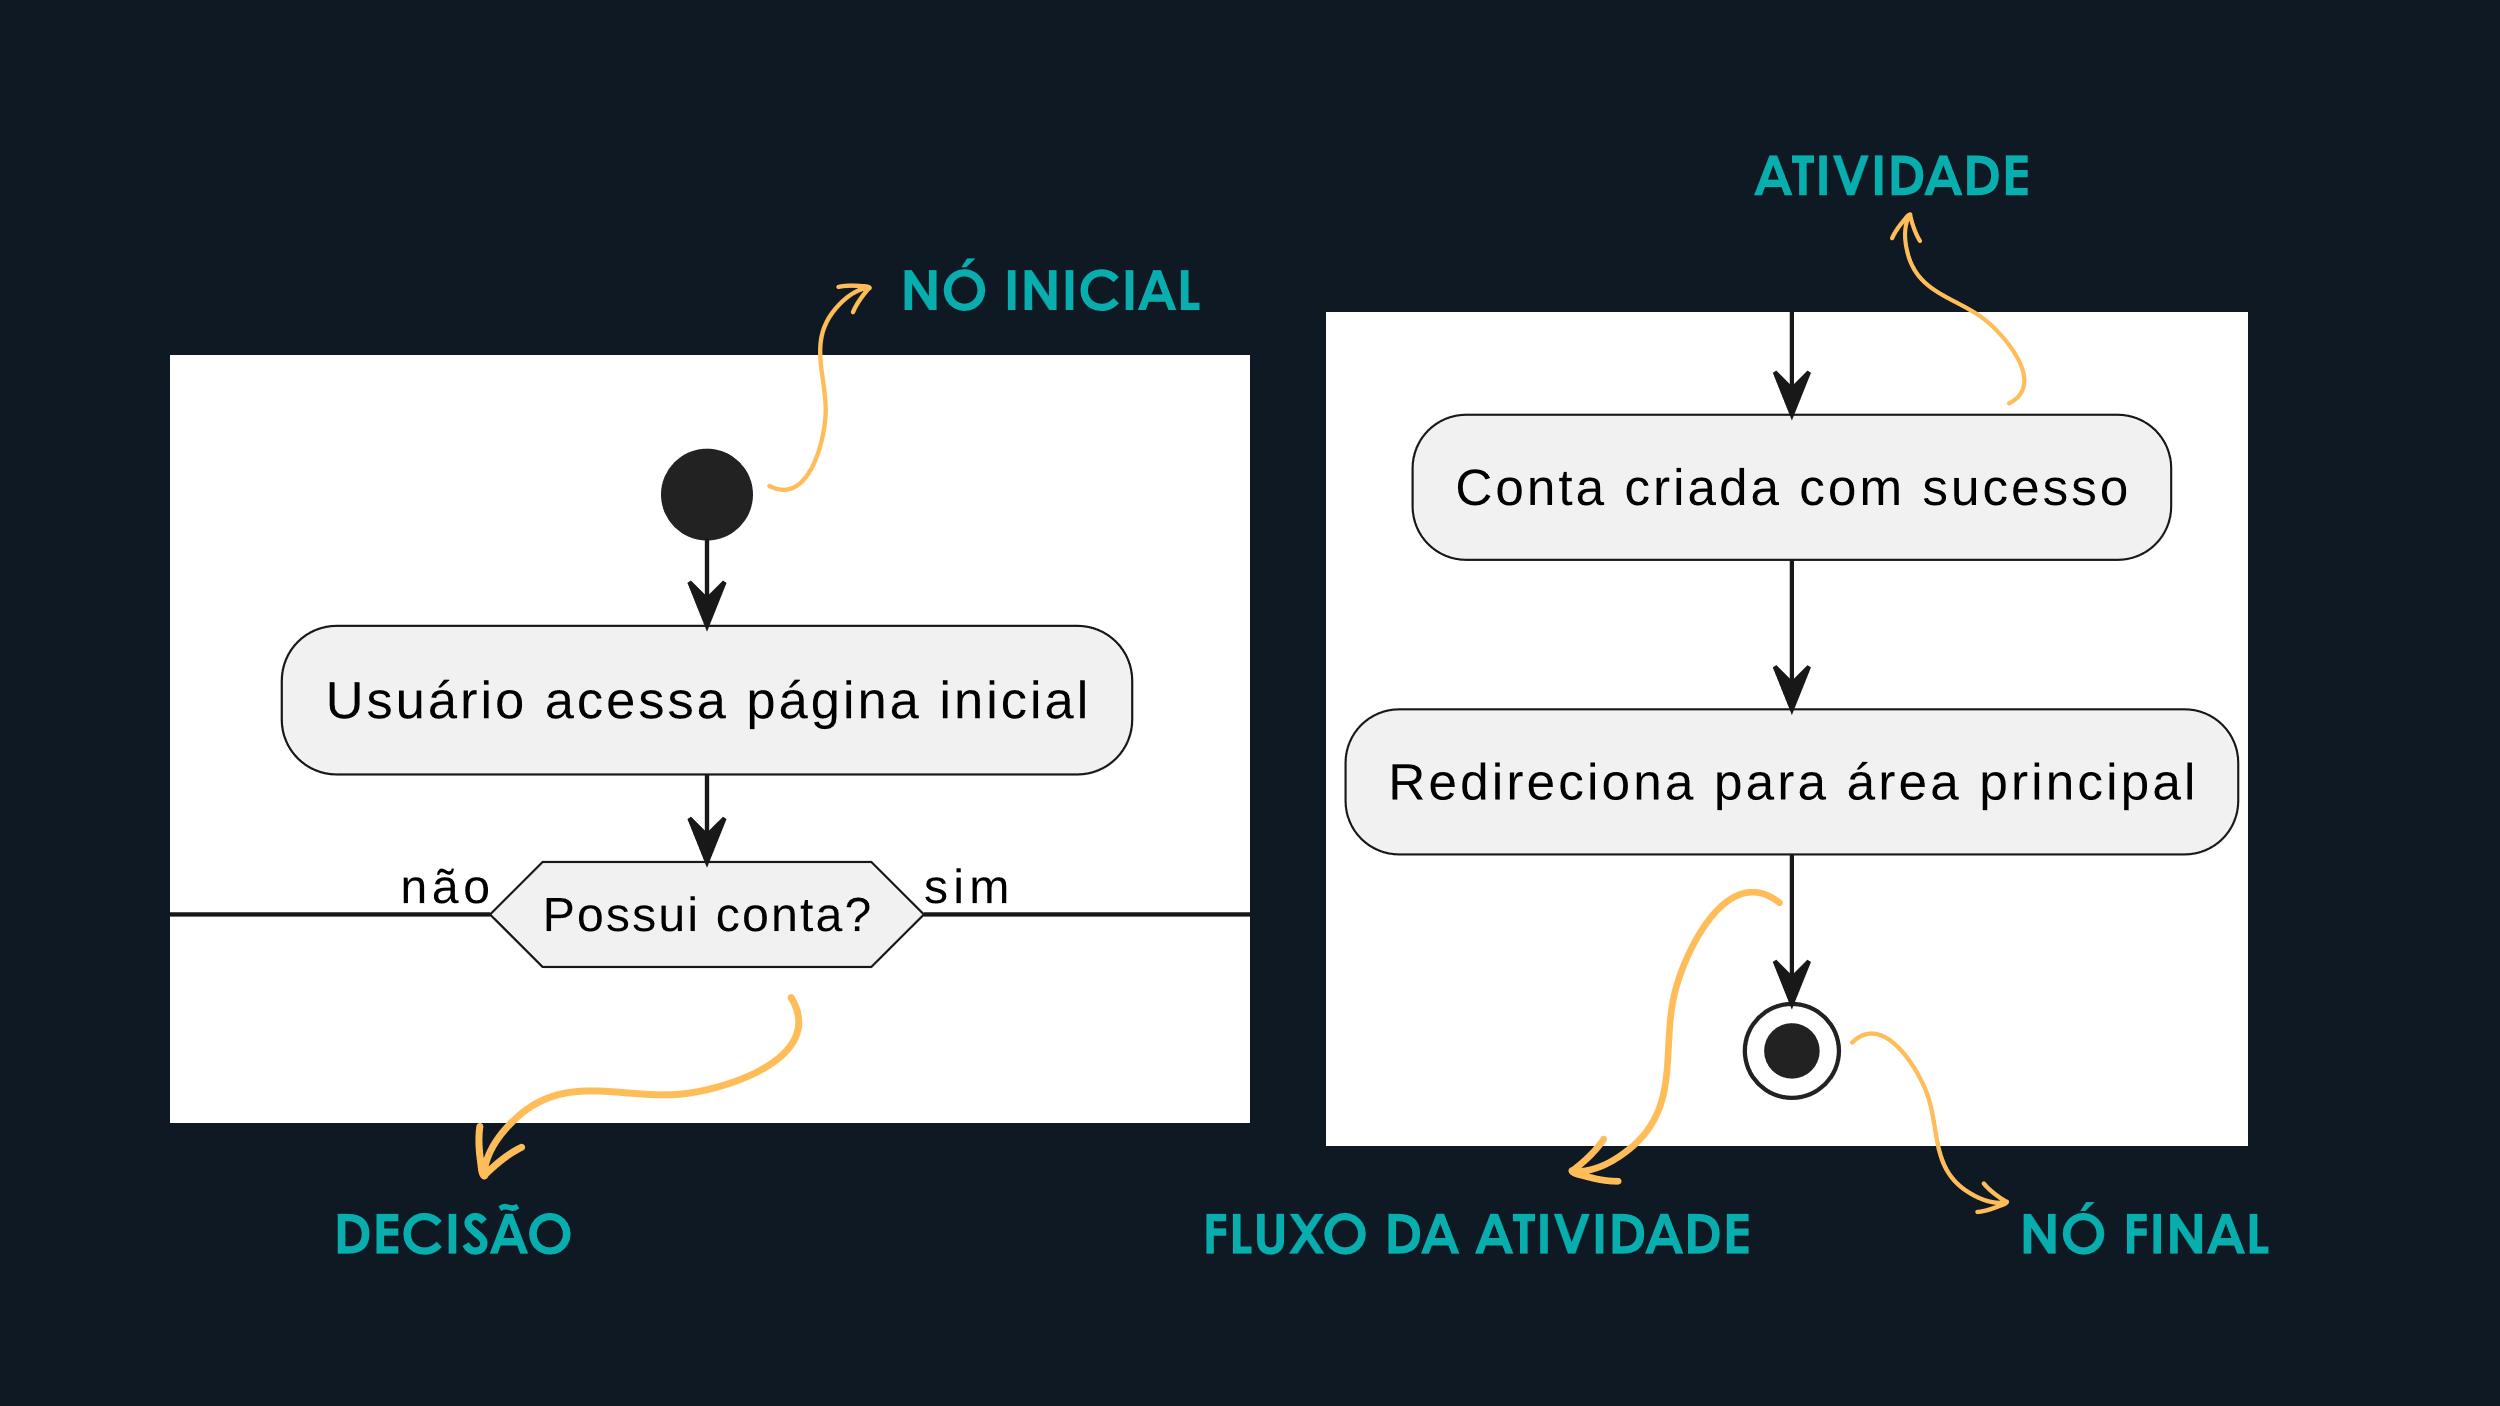 ATIVIDADE
NÓ INICIAL
Conta criada com sucesso
Usuário acessa página inicial
Redireciona para área principal
não
sim
Possui conta?
DECISÃO
FLUXO DA ATIVIDADE
NÓ FINAL